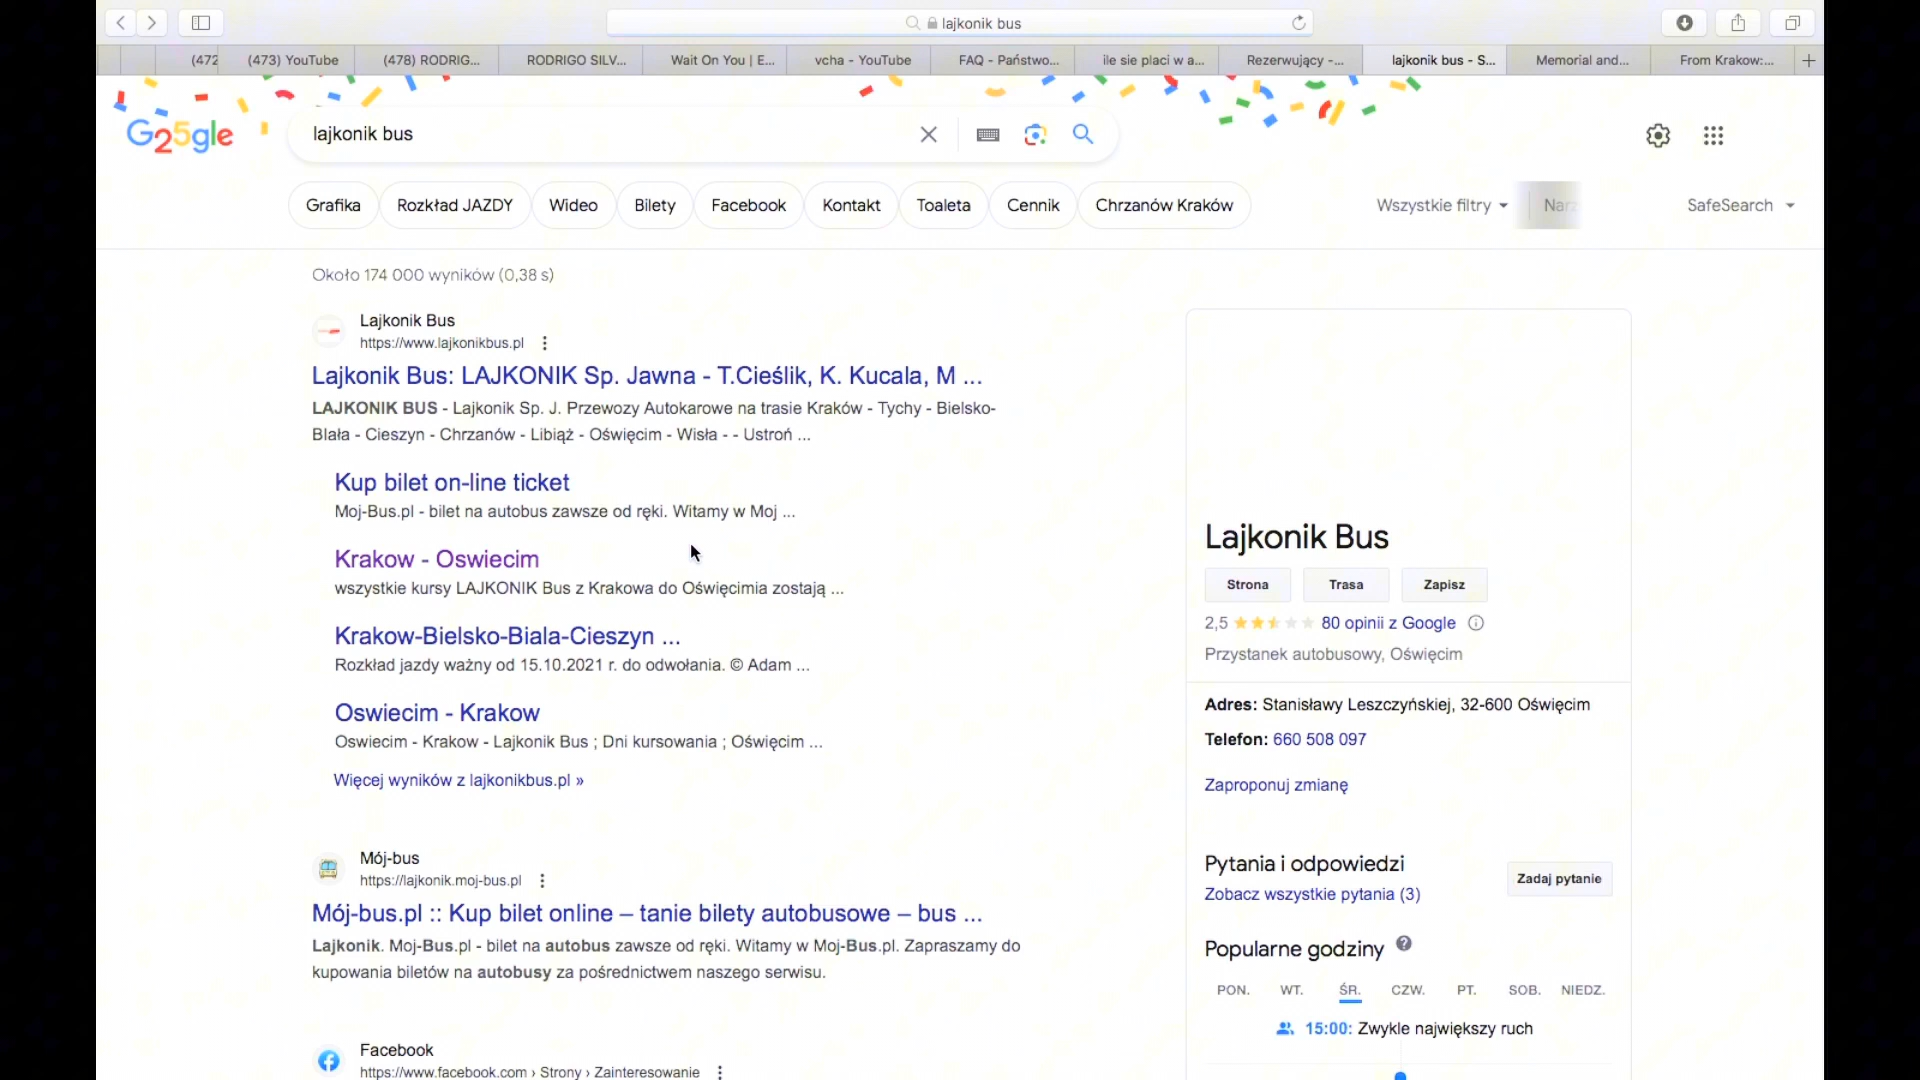 lajkonik bus
(472
(473) YouTube
(478) RODRIG...
RODRIGO SILV...
Wait On You | E...
vcha - YouTube
FAQ - Państwo...
ile sie placi w a...
Rezerwujący -...
lajkonik bus - S...
Memorial and...
From Krakow:...
G25gle
lajkonik bus
Grafika
Rozkład JAZDY
Wideo
Bilety
Facebook
Kontakt
Toaleta
Cennik
Chrzanów Kraków
Wszystkie filtry
Narz
SafeSearch
Około 174 000 wyników (0,38 s)
Lajkonik Bus
https://www.lajkonikbus.pl
Lajkonik Bus: LAJKONIK Sp. Jawna - T.Cieślik, K. Kucala, M ...
LAJKONIK BUS - Lajkonik Sp. J. Przewozy Autokarowe na trasie Kraków - Tychy - Bielsko-
BIała - Cieszyn - Chrzanów - Libiąż - Oświęcim - Wisła - - Ustroń ...
Kup bilet on-line ticket
Moj-Bus.pl - bilet na autobus zawsze od ręki. Witamy w Moj ...
Krakow - Oswiecim
wszystkie kursy LAJKONIK Bus z Krakowa do Oświęcimia zostają ...
Krakow-Bielsko-Biala-Cieszyn ...
Rozkład jazdy ważny od 15.10.2021 r. do odwołania. © Adam ...
Oswiecim - Krakow
Oswiecim - Krakow - Lajkonik Bus ; Dni kursowania ; Oświęcim ...
Więcej wyników z lajkonikbus.pl »
Mój-bus
https://lajkonik.moj-bus.pl
Mój-bus.pl :: Kup bilet online – tanie bilety autobusowe – bus ...
Lajkonik. Moj-Bus.pl - bilet na autobus zawsze od ręki. Witamy w Moj-Bus.pl. Zapraszamy do
kupowania biletów na autobusy za pośrednictwem naszego serwisu.
Facebook
https://www.facebook.com › Strony › Zainteresowanie
Lajkonik Bus
Strona
Trasa
Zapisz
2,5 80 opinii z Google
Przystanek autobusowy, Oświęcim
Adres: Stanisławy Leszczyńskiej, 32-600 Oświęcim
Telefon: 660 508 097
Zaproponuj zmianę
Pytania i odpowiedzi
Zobacz wszystkie pytania (3)
Zadaj pytanie
Popularne godziny
PON. WT. ŚR. CZW. PT. SOB. NIEDZ.
15:00: Zwykle największy ruch